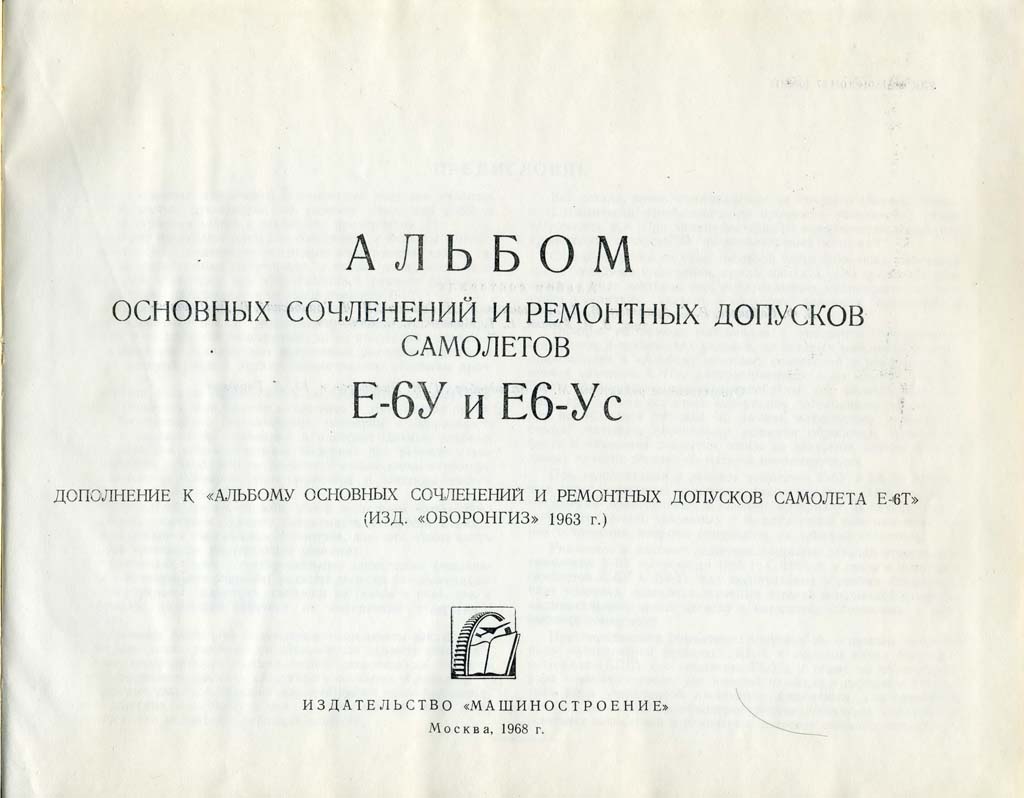 АЛЬБОМ
ОСНОВНЫХ СОЧЛЕНЕНИЙ И РЕМОНТНЫХ ДОПУСКОВ
САМОЛЕТОВ
Е-6У и Е6-Ус
ДОПОЛНЕНИЕ К «АЛЬБОМУ ОСНОВНЫХ СОЧЛЕНЕНИЙ И РЕМОНТНЫХ ДОПУСКОВ САМОЛЕТА Е-6Т»
(ИЗД. «ОБОРОНГИЗ» 1963 г.)
ИЗДАТЕЛЬСТВО «МАШИНОСТРОЕНИЕ»
Москва, 1968 г.